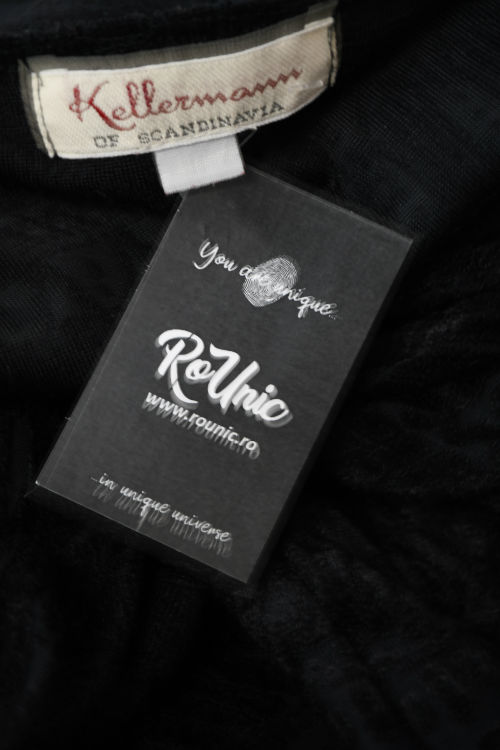 Kellermann
OF SCANDINAVIA
You are unique...
RoUnic
www.rounic.ro
...in unique universe